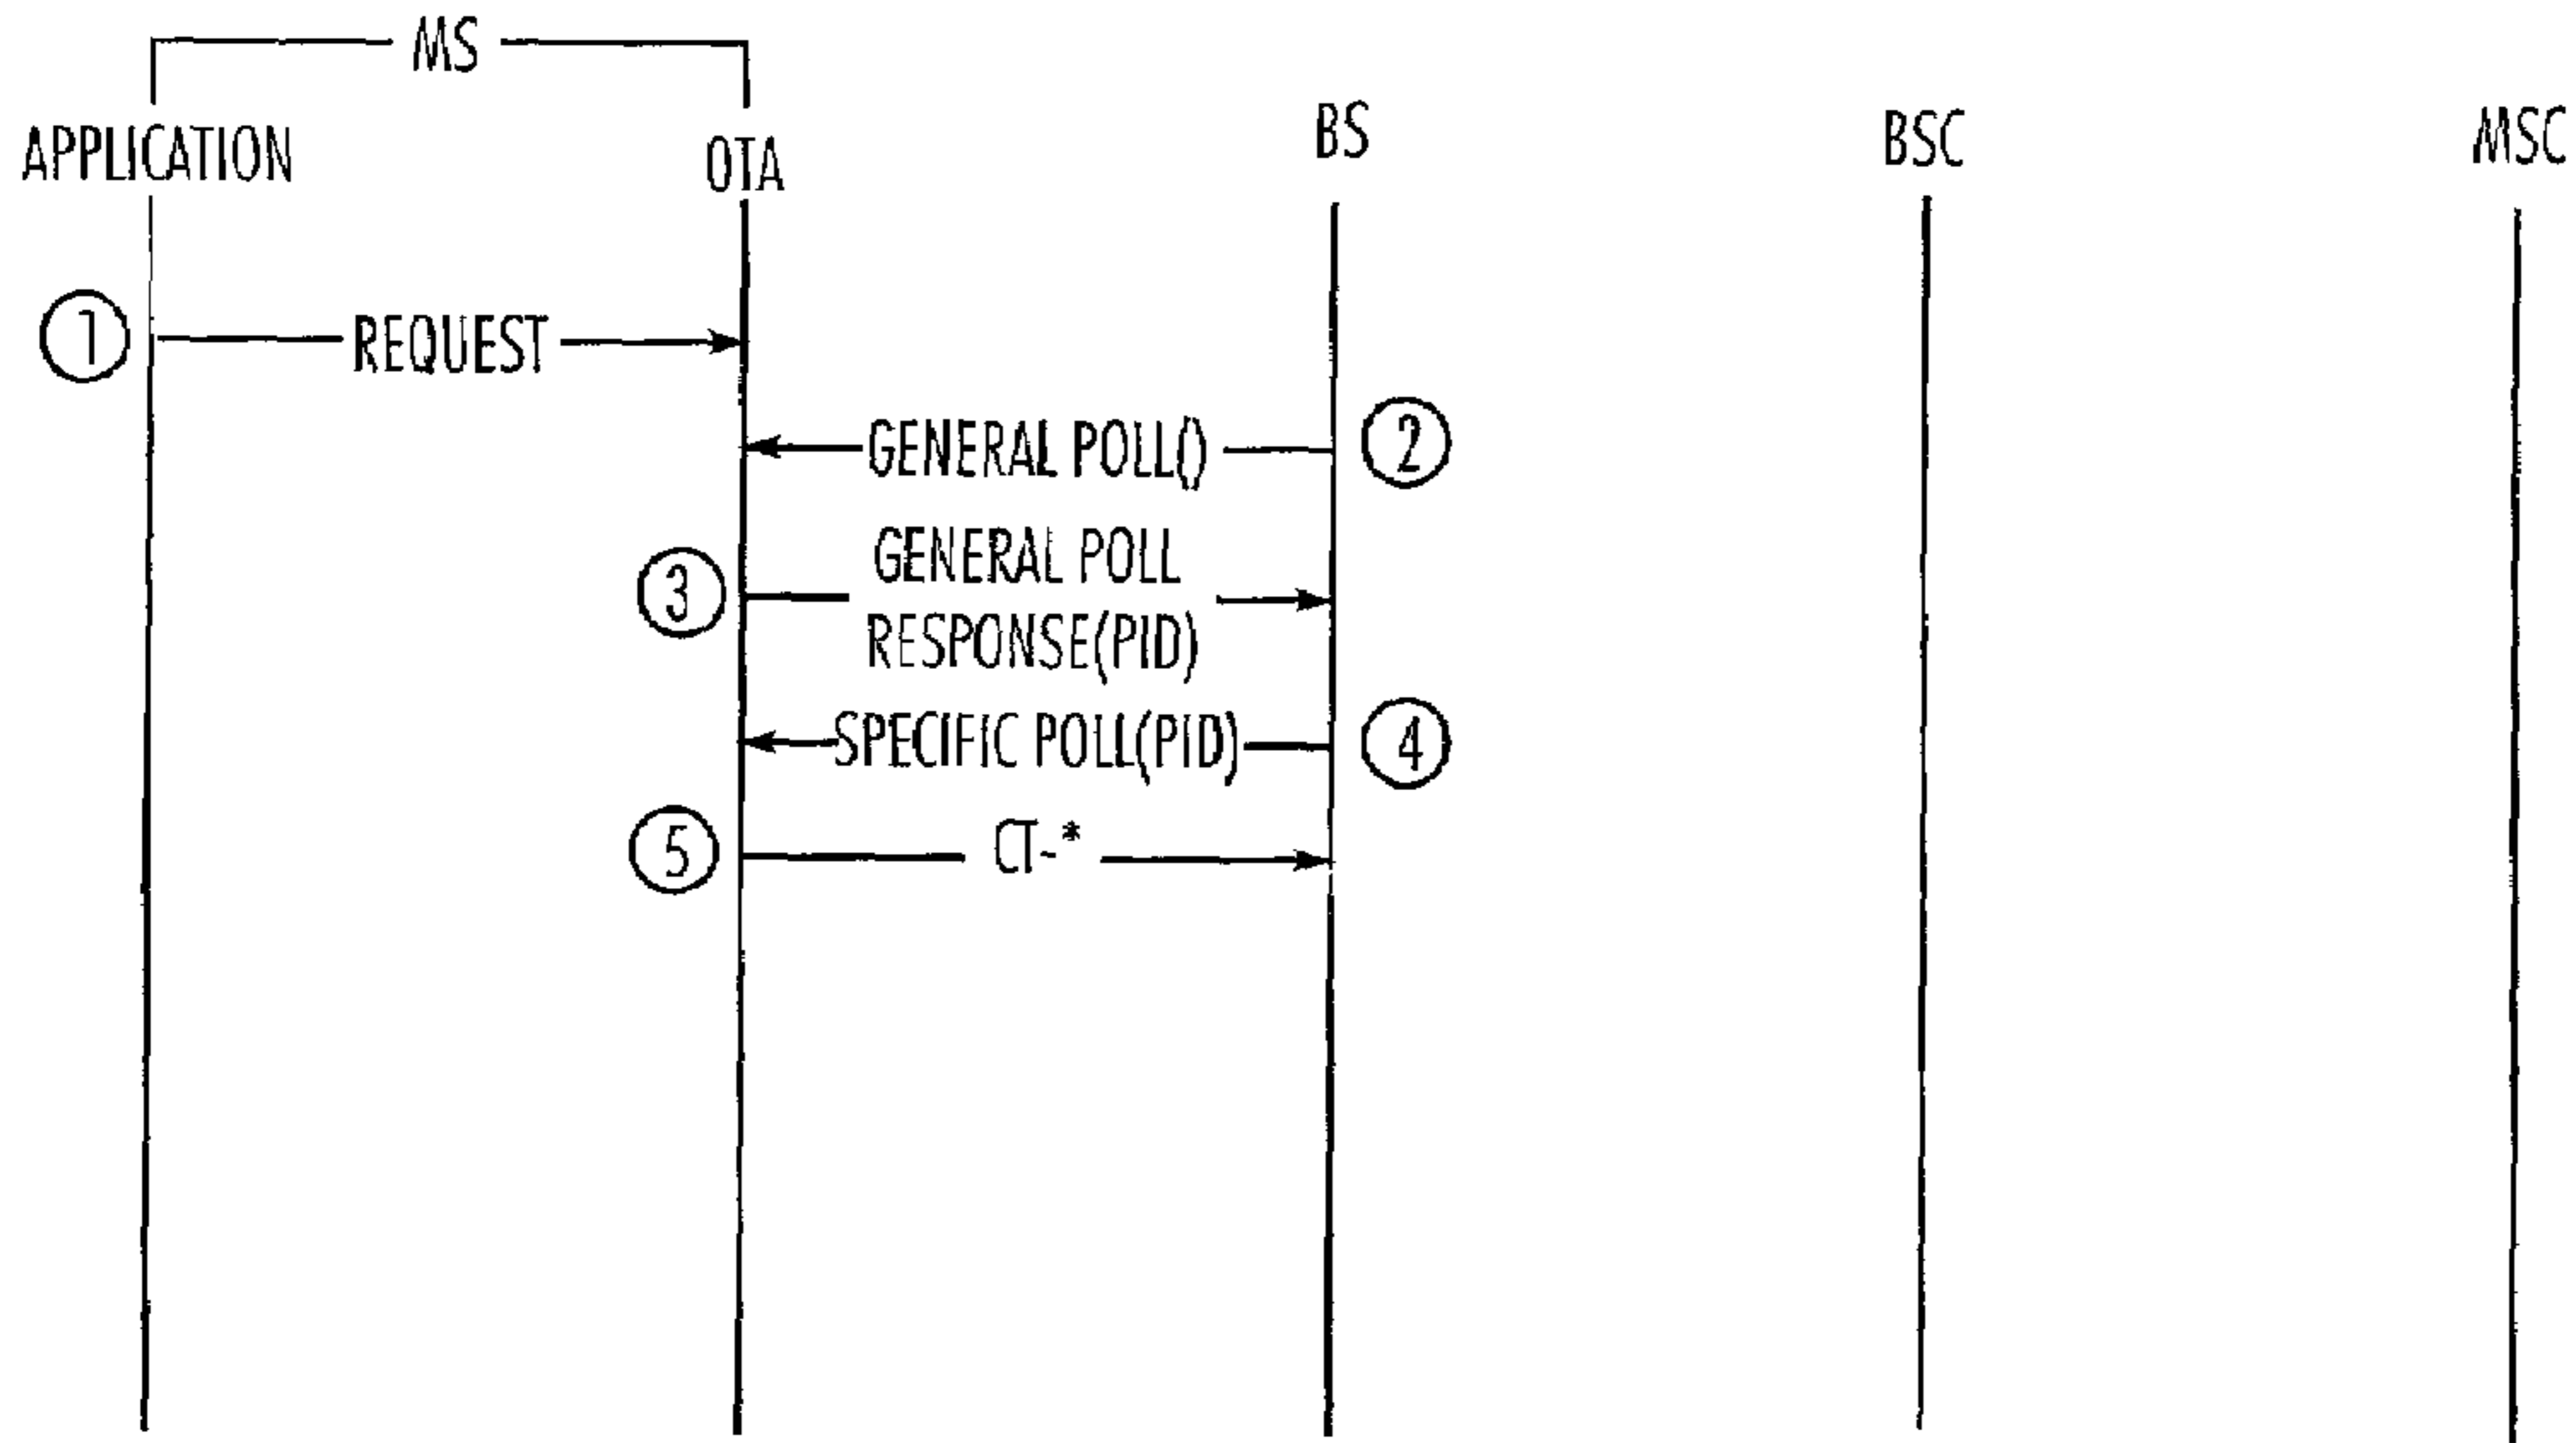 MS
APPLICATION
OTA
BS
BSC
MSC
1
REQUEST
GENERAL POLL()
2
GENERAL POLL
3
RESPONSE(PID)
SPECIFIC POLL(PID)
4
5
CT-*